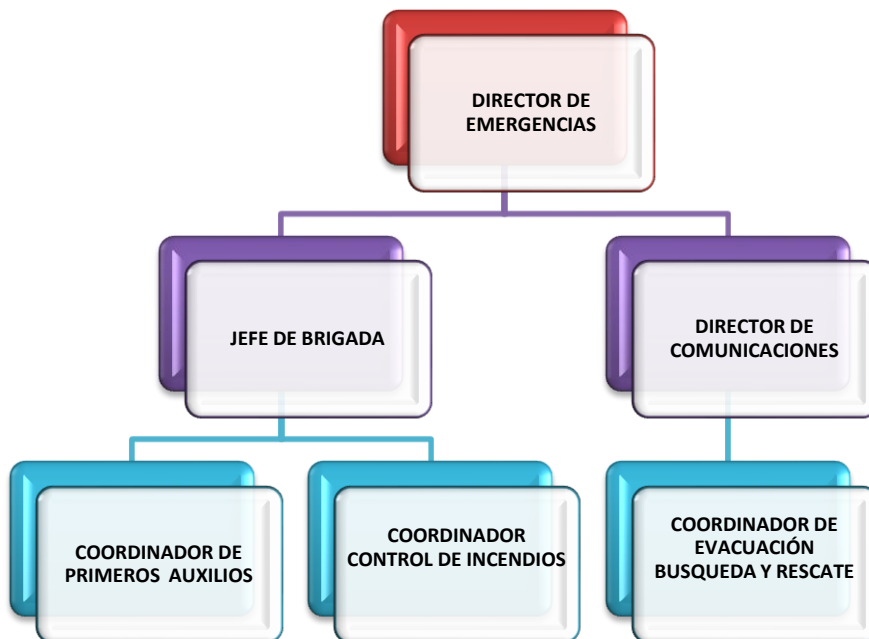 DIRECTOR DE
EMERGENCIAS
JEFE DE BRIGADA
DIRECTOR DE
COMUNICACIONES
COORDINADOR DE
PRIMEROS AUXILIOS
COORDINADOR
CONTROL DE INCENDIOS
COORDINADOR DE
EVACUACIÓN
BUSQUEDA Y RESCATE